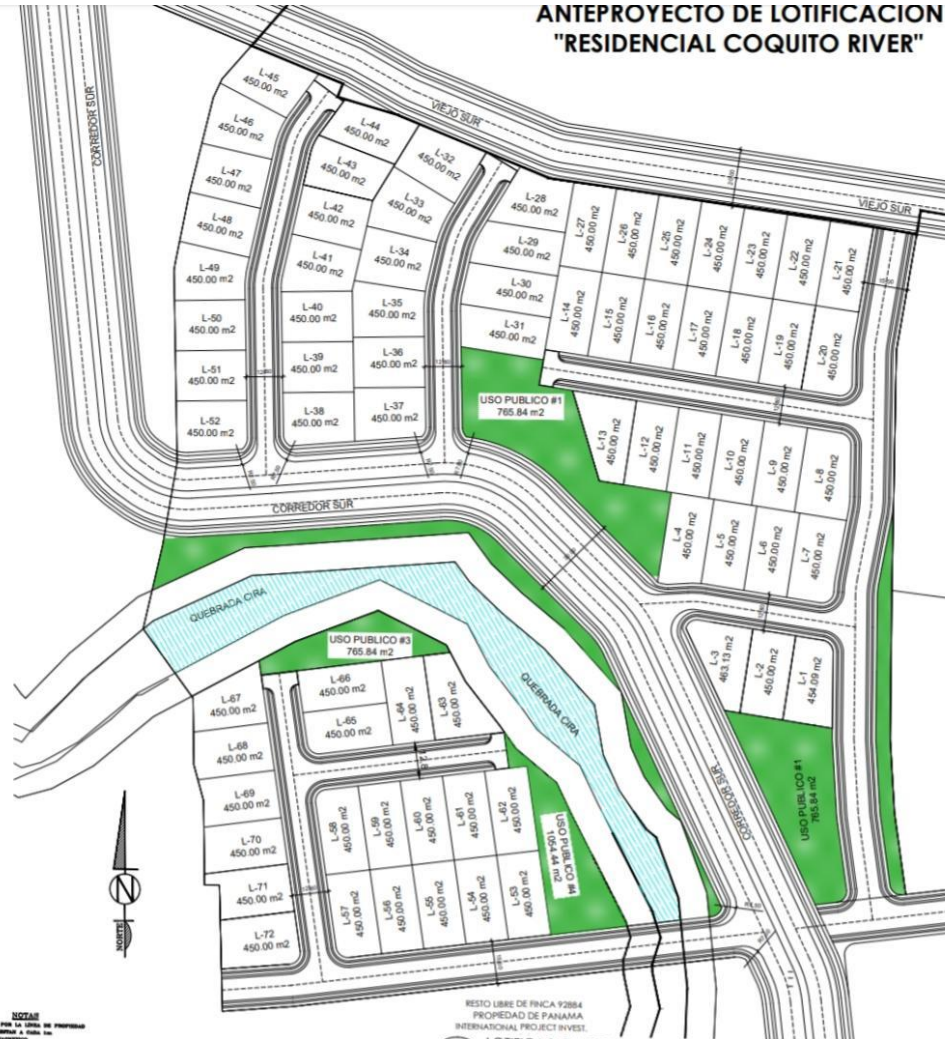 ANTEPROYECTO DE LOTIFICACION
"RESIDENCIAL COQUITO RIVER"
CORREDOR SUR
VIEJO SUR
VIEJO SUR
L-45
450.00 m2
L-46
450.00 m2
L-47
450.00 m2
L-48
450.00 m2
L-49
450.00 m2
L-50
450.00 m2
L-51
450.00 m2
L-52
450.00 m2
L-44
450.00 m2
L-43
450.00 m2
L-42
450.00 m2
L-41
450.00 m2
L-40
450.00 m2
L-39
450.00 m2
L-38
450.00 m2
L-32
450.00 m2
L-33
450.00 m2
L-34
450.00 m2
L-35
450.00 m2
L-36
450.00 m2
L-37
450.00 m2
L-28
450.00 m2
L-29
450.00 m2
L-30
450.00 m2
L-31
450.00 m2
L-27
450.00 m2
L-26
450.00 m2
L-25
450.00 m2
L-24
450.00 m2
L-23
450.00 m2
L-22
450.00 m2
L-21
450.00 m2
L-14
450.00 m2
L-15
450.00 m2
L-16
450.00 m2
L-17
450.00 m2
L-18
450.00 m2
L-19
450.00 m2
L-20
450.00 m2
USO PUBLICO #1
765.84 m2
L-13
450.00 m2
L-12
450.00 m2
L-11
450.00 m2
L-10
450.00 m2
L-9
450.00 m2
L-8
450.00 m2
L-4
450.00 m2
L-5
450.00 m2
L-6
450.00 m2
L-7
450.00 m2
CORREDOR SUR
QUEBRADA CIRA
USO PUBLICO #3
765.84 m2
QUEBRADA CIRA
L-3
463.13 m2
L-2
450.00 m2
L-1
454.09 m2
USO PUBLICO #1
765.84 m2
CORREDOR SUR
L-67
450.00 m2
L-68
450.00 m2
L-69
450.00 m2
L-70
450.00 m2
L-71
450.00 m2
L-72
450.00 m2
L-66
450.00 m2
L-65
450.00 m2
L-64
450.00 m2
L-63
450.00 m2
L-58
450.00 m2
L-59
450.00 m2
L-60
450.00 m2
L-61
450.00 m2
L-62
450.00 m2
L-57
450.00 m2
L-56
450.00 m2
L-55
450.00 m2
L-54
450.00 m2
L-53
450.00 m2
USO PUBLICO #4
1054.44 m2
N
NORTE
NOTAS
POR LA LINEA DE PROPIEDAD
RESTO LIBRE DE FINCA 92884
PROPIEDAD DE PANAMA
INTERNATIONAL PROJECT INVEST.